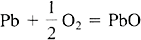 Pb + 1/2 O₂ = PbO